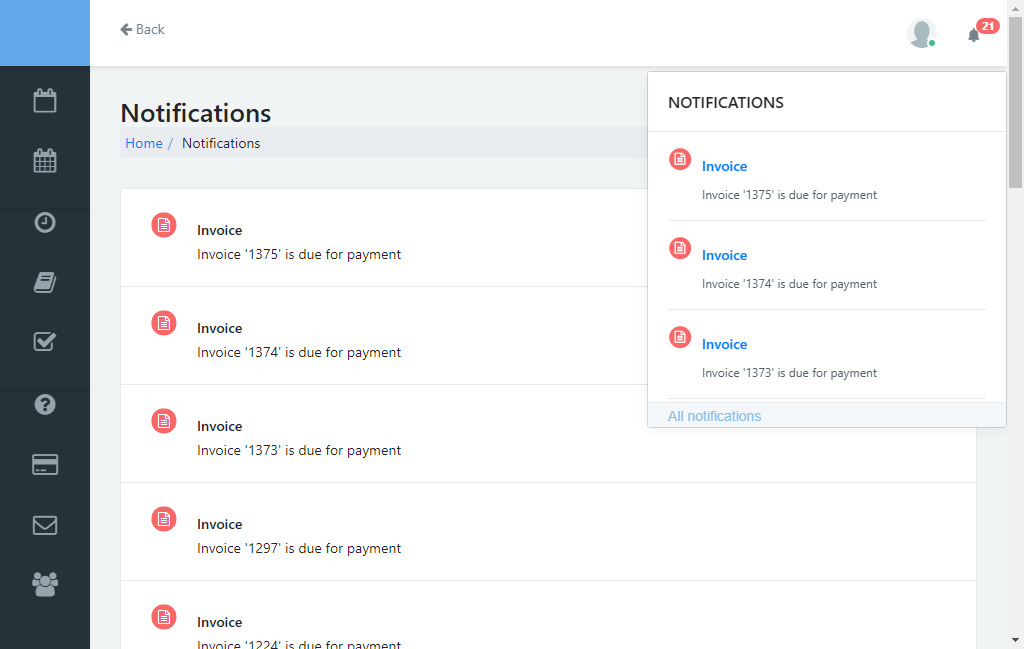 Back
21
Notifications
Home / Notifications
Invoice
Invoice '1375' is due for payment
Invoice
Invoice '1374' is due for payment
Invoice
Invoice '1373' is due for payment
Invoice
Invoice '1297' is due for payment
Invoice
Invoice '1224' is due for payment
NOTIFICATIONS
Invoice
Invoice '1375' is due for payment
Invoice
Invoice '1374' is due for payment
Invoice
Invoice '1373' is due for payment
All notifications